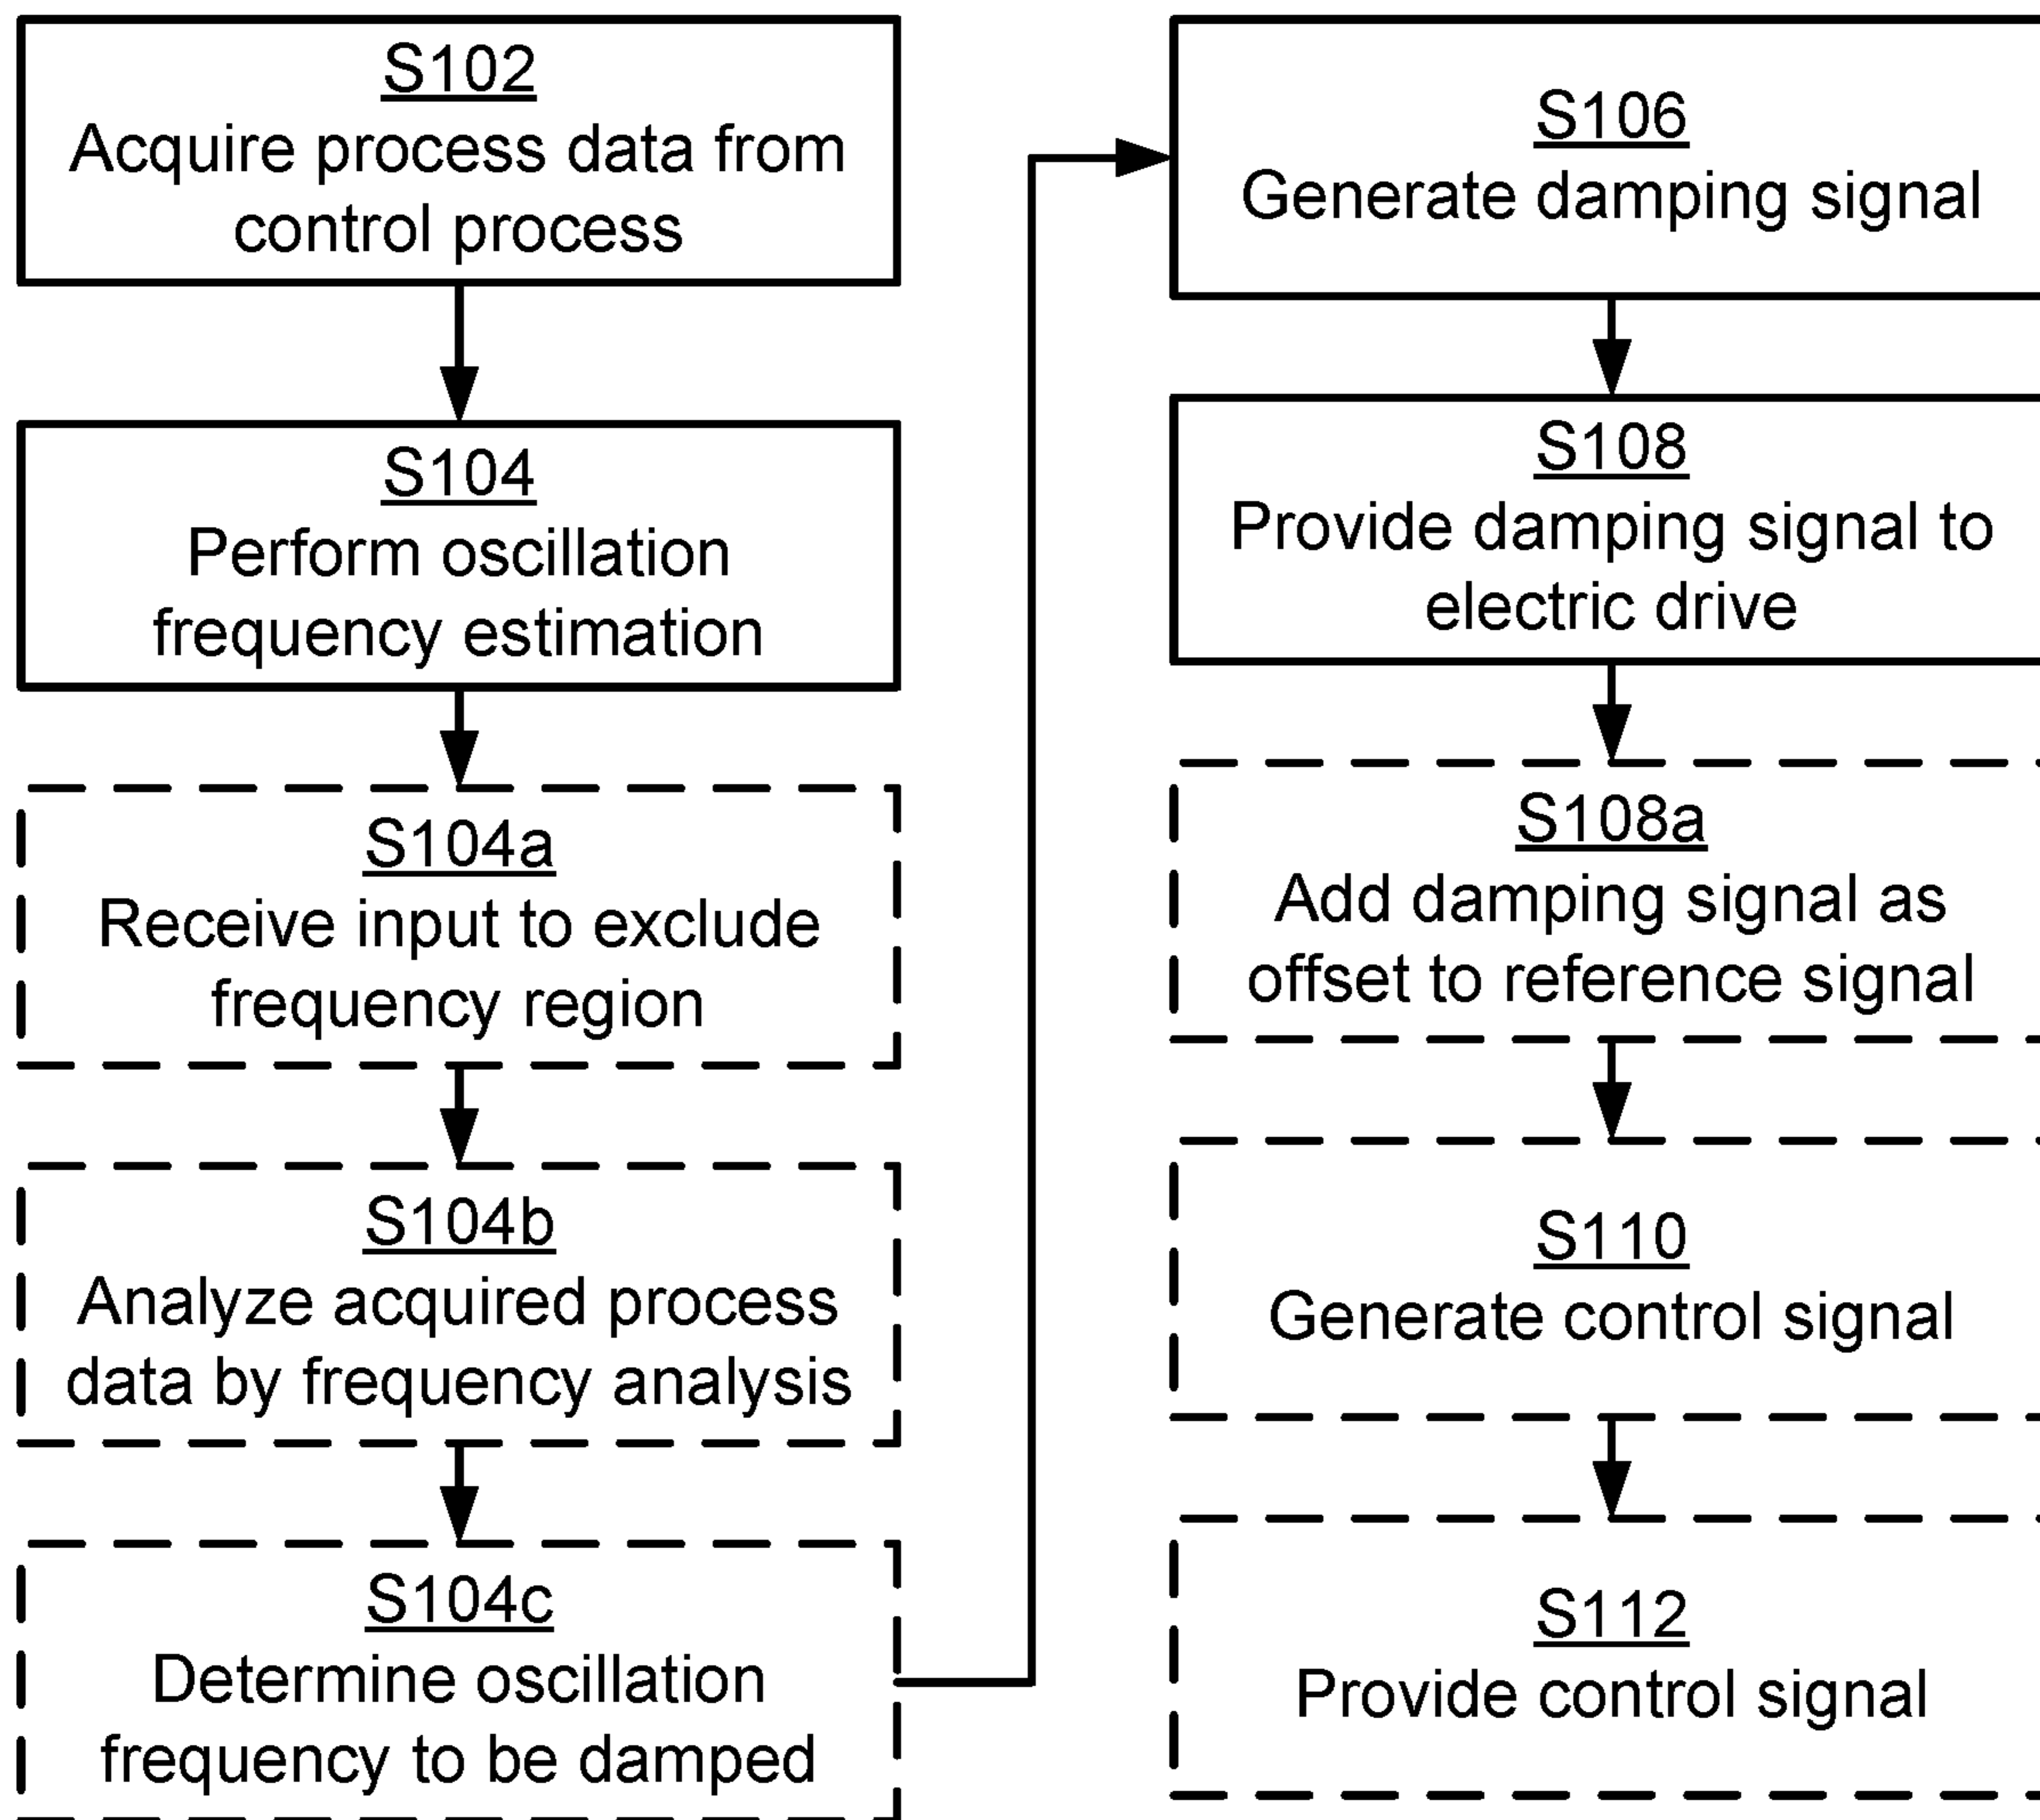 S102
Acquire process data from
control process
S104
Perform oscillation
frequency estimation
S104a
Receive input to exclude
frequency region
S104b
Analyze acquired process
data by frequency analysis
S104c
Determine oscillation
frequency to be damped
S106
Generate damping signal
S108
Provide damping signal to
electric drive
S108a
Add damping signal as
offset to reference signal
S110
Generate control signal
S112
Provide control signal